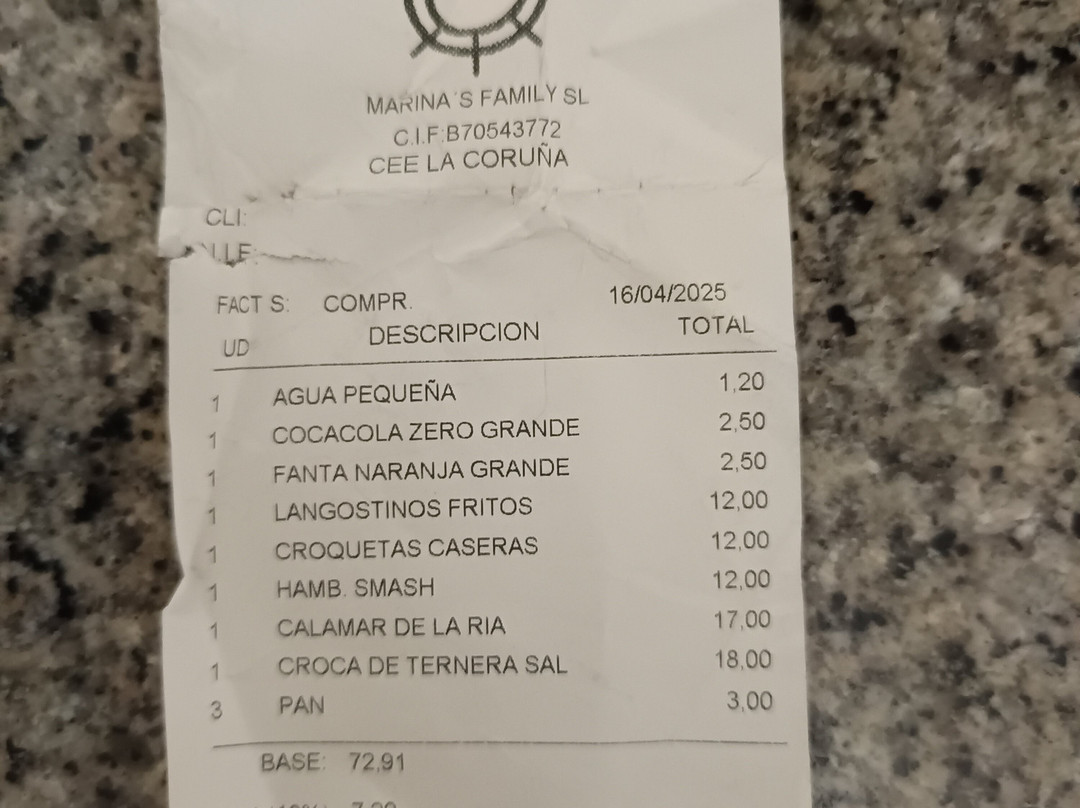 MARINA'S FAMILY SL
C.I.F:B70543772
CEE LA CORUÑA
CLI:
FACT S: COMPR. 16/04/2025
UD DESCRIPCION TOTAL
1 AGUA PEQUEÑA 1,20
1 COCACOLA ZERO GRANDE 2,50
1 FANTA NARANJA GRANDE 2,50
1 LANGOSTINOS FRITOS 12,00
1 CROQUETAS CASERAS 12,00
1 HAMB. SMASH 12,00
1 CALAMAR DE LA RIA 17,00
1 CROCA DE TERNERA SAL 18,00
3 PAN 3,00
BASE: 72,91